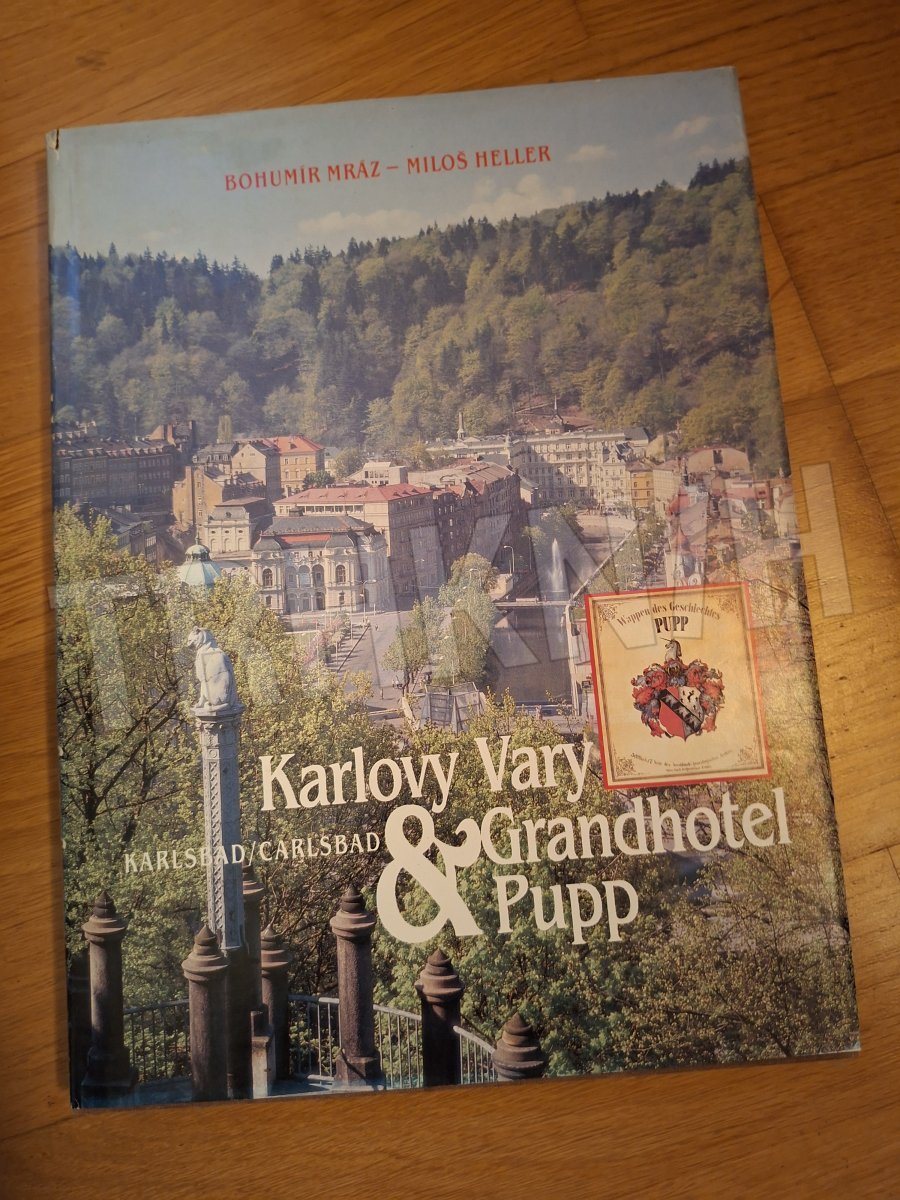 BOHUMÍR MRÁZ – MILOŠ HELLER
Wappen des Geschlechtes
PUPP
Karlovy Vary
KARLSBAD/CARLSBAD
& Grandhotel
Pupp